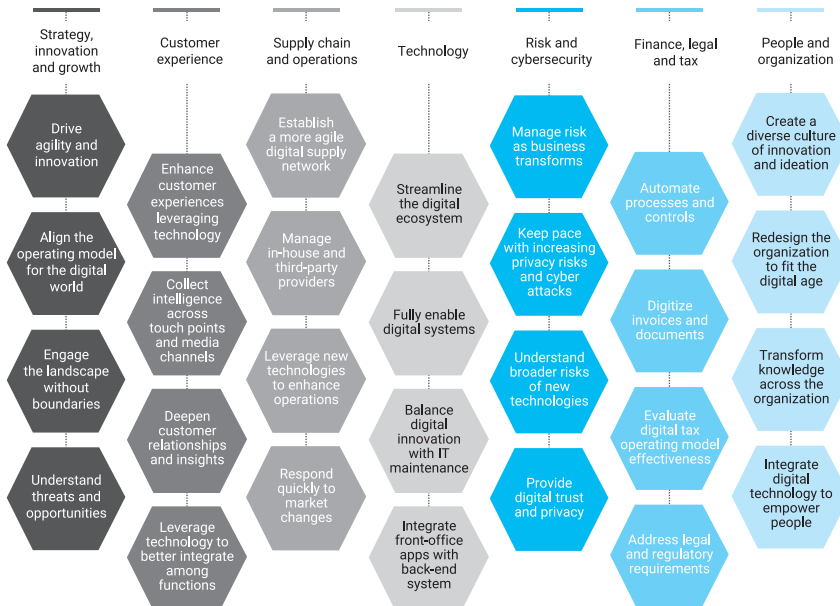 Strategy,
innovation
and growth
Drive
agility and
innovation
Align the
operating model
for the digital
world
Engage
the landscape
without
boundaries
Understand
threats and
opportunities
Customer
experience
Enhance
customer
experiences
leveraging
technology
Collect
intelligence
across
touch points
and media
channels
Deepen
customer
relationships
and insights
Leverage
technology to
better integrate
among
functions
Supply chain
and operations
Establish
a more agile
digital supply
network
Manage
in-house and
third-party
providers
Leverage new
technologies
to enhance
operations
Respond
quickly to
market
changes
Technology
Streamline
the digital
ecosystem
Fully enable
digital systems
Balance
digital
innovation
with IT
maintenance
Integrate
front-office
apps with
back-end
system
Risk and
cybersecurity
Manage risk
as business
transforms
Keep pace
with increasing
privacy risks
and cyber
attacks
Understand
broader risks
of new
technologies
Provide
digital trust
and privacy
Finance, legal
and tax
Automate
processes and
controls
Digitize
invoices and
documents
Evaluate
digital tax
operating model
effectiveness
Address legal
and regulatory
requirements
People and
organization
Create a
diverse culture
of innovation
and ideation
Redesign the
organization
to fit the
digital age
Transform
knowledge
across the
organization
Integrate
digital
technology to
empower
people